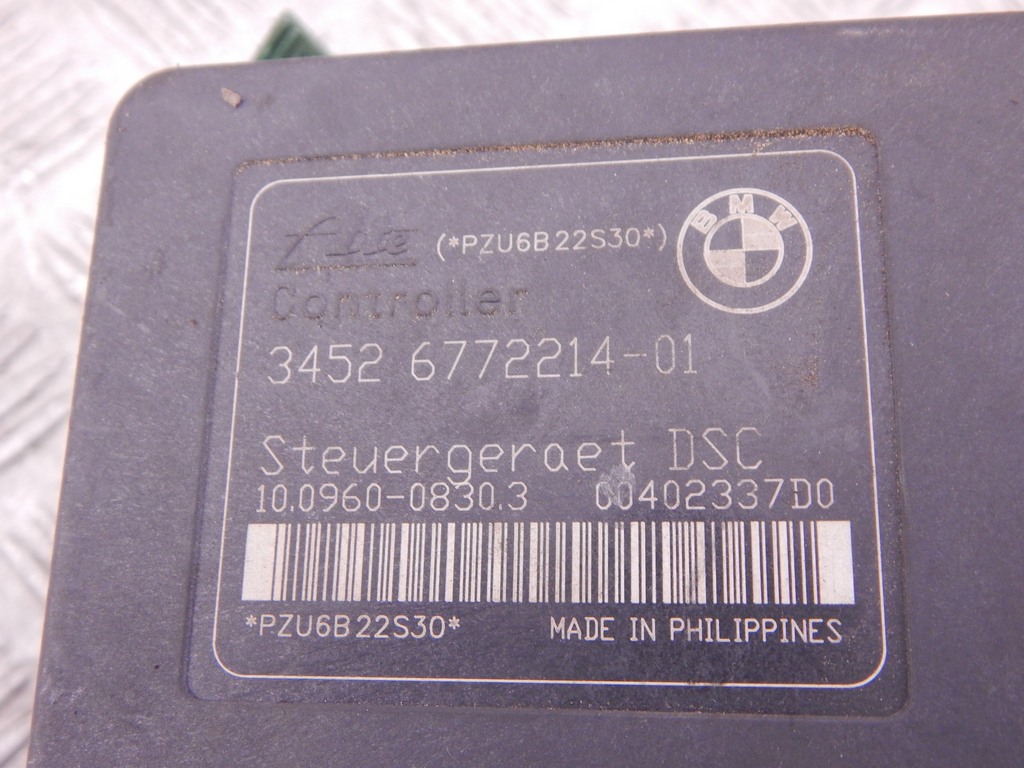 (*PZU6B22S30*)
BMW
Controller
3452 6772214-01
Steuergeraet DSC
10.0960-0830.3 00402337D0
*PZU6B22S30*
MADE IN PHILIPPINES